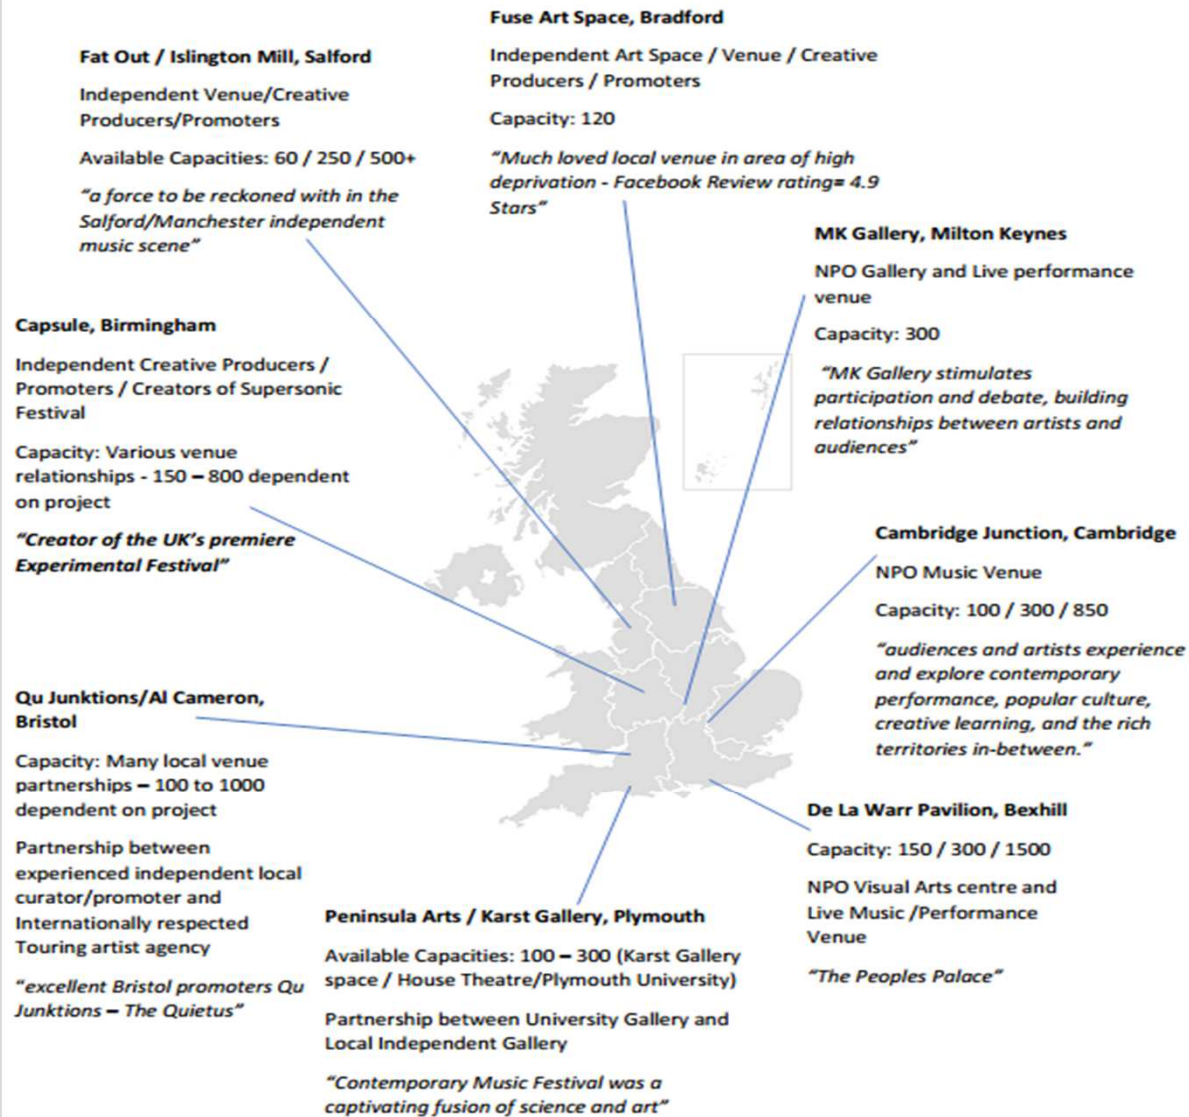 Fuse Art Space, Bradford
Independent Art Space / Venue / Creative
Producers / Promoters
Capacity: 120
“Much loved local venue in area of high
deprivation - Facebook Review rating= 4.9
Stars”
Fat Out / Islington Mill, Salford
Independent Venue/Creative
Producers/Promoters
Available Capacities: 60 / 250 / 500+
“a force to be reckoned with in the
Salford/Manchester independent
music scene”
MK Gallery, Milton Keynes
NPO Gallery and Live performance
venue
Capacity: 300
“MK Gallery stimulates
participation and debate, building
relationships between artists and
audiences”
Capsule, Birmingham
Independent Creative Producers /
Promoters / Creators of Supersonic
Festival
Capacity: Various venue
relationships - 150 – 800 dependent
on project
“Creator of the UK’s premiere
Experimental Festival”
Cambridge Junction, Cambridge
NPO Music Venue
Capacity: 100 / 300 / 850
“audiences and artists experience
and explore contemporary
performance, popular culture,
creative learning, and the rich
territories in-between.”
Qu Junktions/Al Cameron,
Bristol
Capacity: Many local venue
partnerships – 100 to 1000
dependent on project
Partnership between
experienced independent local
curator/promoter and
Internationally respected
Touring artist agency
“excellent Bristol promoters Qu
Junktions – The Quietus”
De La Warr Pavilion, Bexhill
Capacity: 150 / 300 / 1500
NPO Visual Arts centre and
Live Music /Performance
Venue
“The Peoples Palace”
Peninsula Arts / Karst Gallery, Plymouth
Available Capacities: 100 – 300 (Karst Gallery
space / House Theatre/Plymouth University)
Partnership between University Gallery and
Local Independent Gallery
“Contemporary Music Festival was a
captivating fusion of science and art”